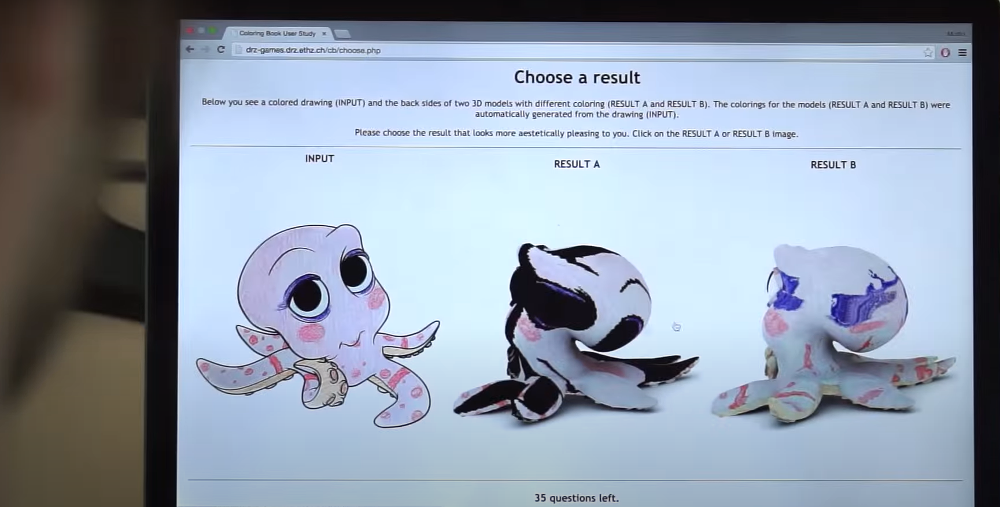 Coloring Book User Study
drz-games.drz.ethz.ch/cb/choose.php
Choose a result
Below you see a colored drawing (INPUT) and the back sides of two 3D models with different coloring (RESULT A and RESULT B). The colorings for the models (RESULT A and RESULT B) were
automatically generated from the drawing (INPUT).
Please choose the result that looks more aestetically pleasing to you. Click on the RESULT A or RESULT B image.
INPUT
RESULT A
RESULT B
35 questions left.